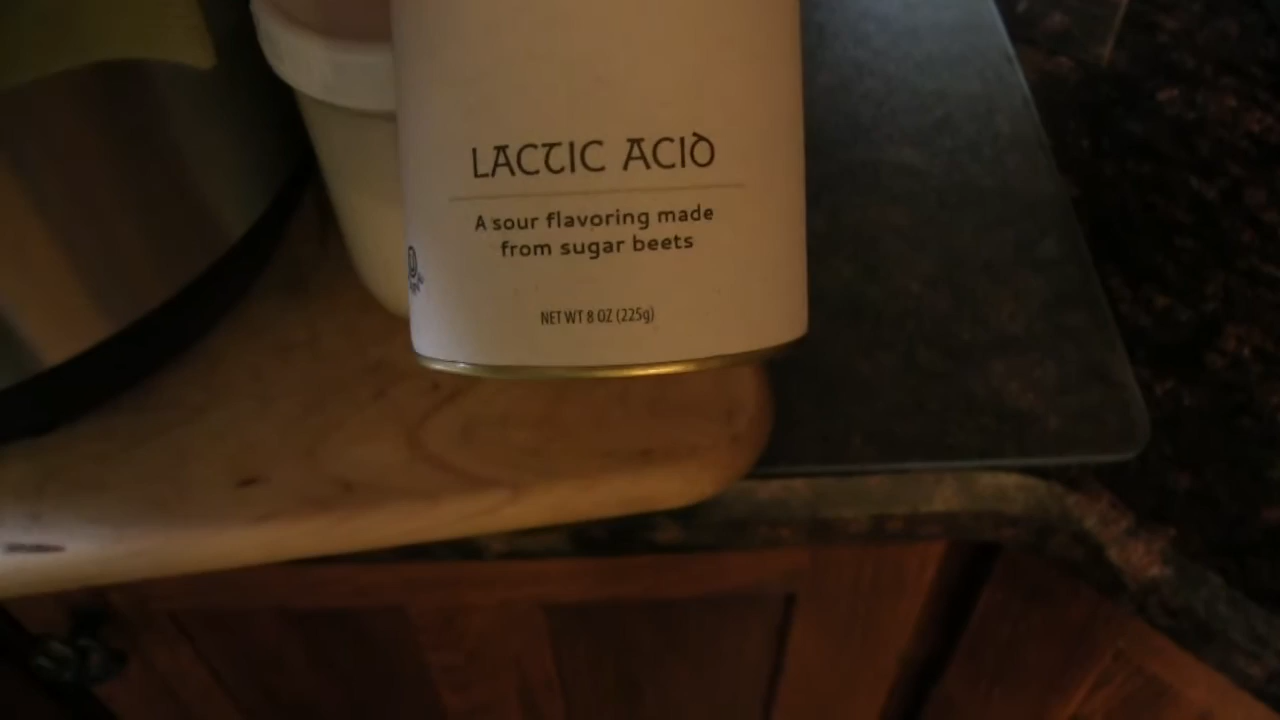 LACTIC ACID
A sour flavoring made
from sugar beets
NET WT 8 OZ (225g)